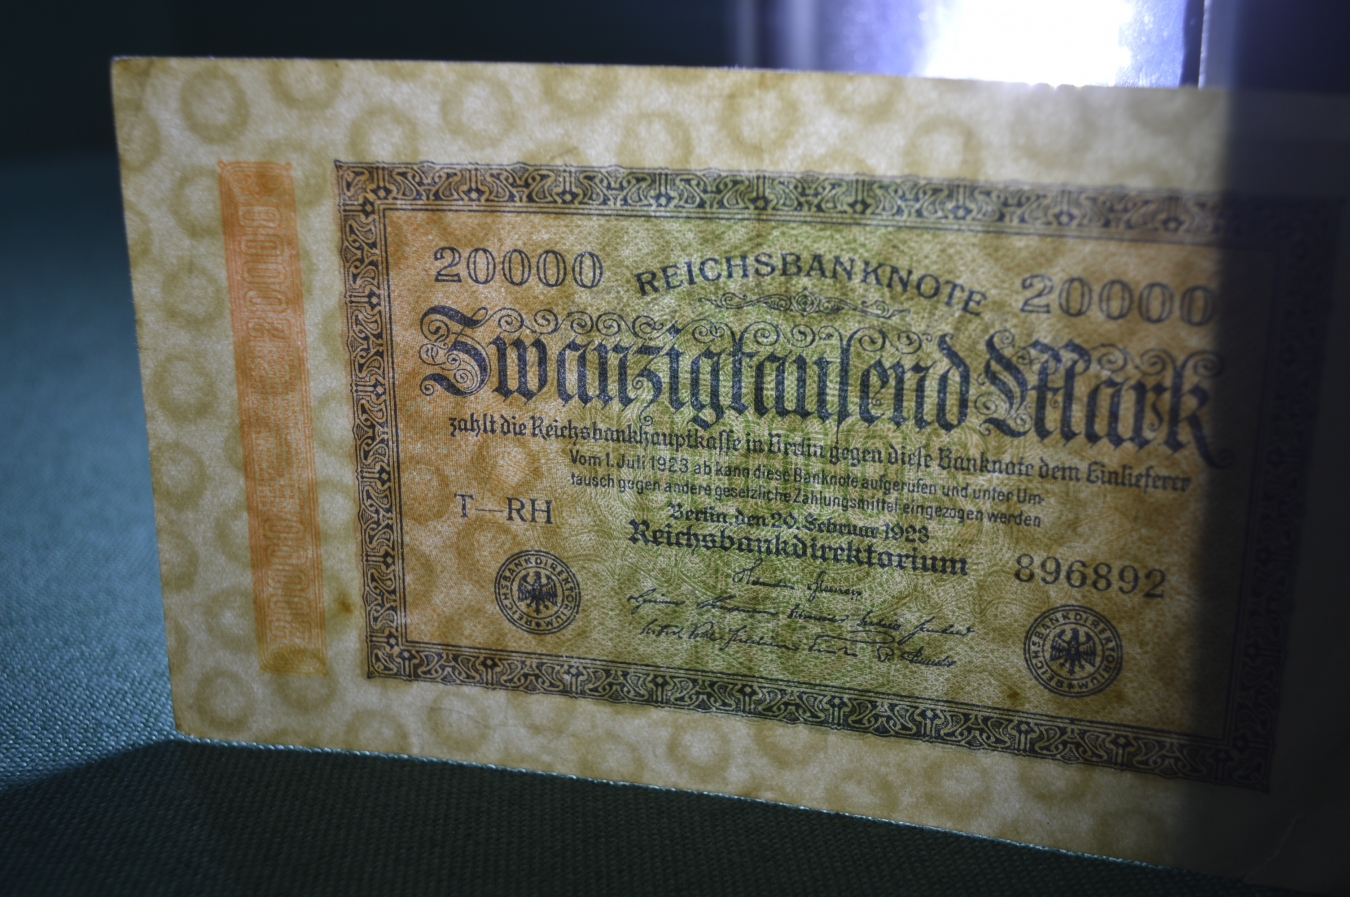 20000 REICHSBANKNOTE 20000
Zwanzigtauſend Mark
zahlt die Reichsbankhauptkaſſe in Berlin gegen dieſe Banknote dem Einlieferer
Vom 1. Juli 1923 ab kann diese Banknote aufgerufen und unter Um-
tausch gegen andere gesetzliche Zahlungsmittel eingezogen werden
Berlin, den 20. Februar 1923
T—RH
Reichsbankdirektorium
896892
REICHSBANKDIREKTORIUM
REICHSBANKDIREKTORIUM